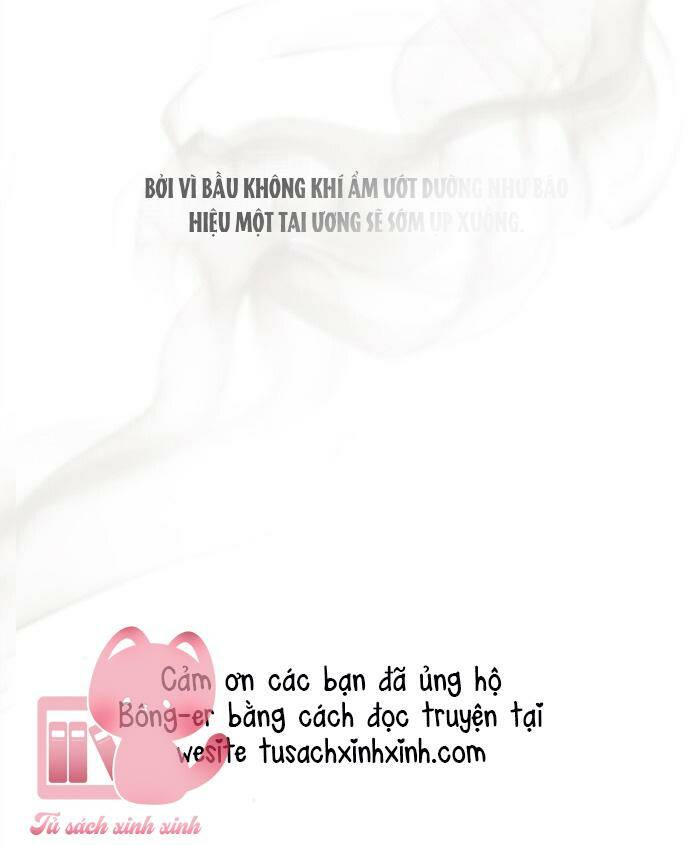 BỞI VÌ BẦU KHÔNG KHÍ ẨM ƯỚT DƯỜNG NHƯ BÁO
HIỆU MỘT TAI ƯƠNG SẼ SỚM ỤP XUỐNG.
Cảm ơn các bạn đã ủng hộ
Bông-er bằng cách đọc truyện tại
wesite tusachxinhxinh.com
Tủ sách xinh xinh